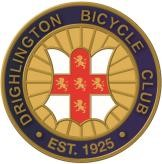 DRIGHLINGTON BICYCLE CLUB
· EST. 1925 ·